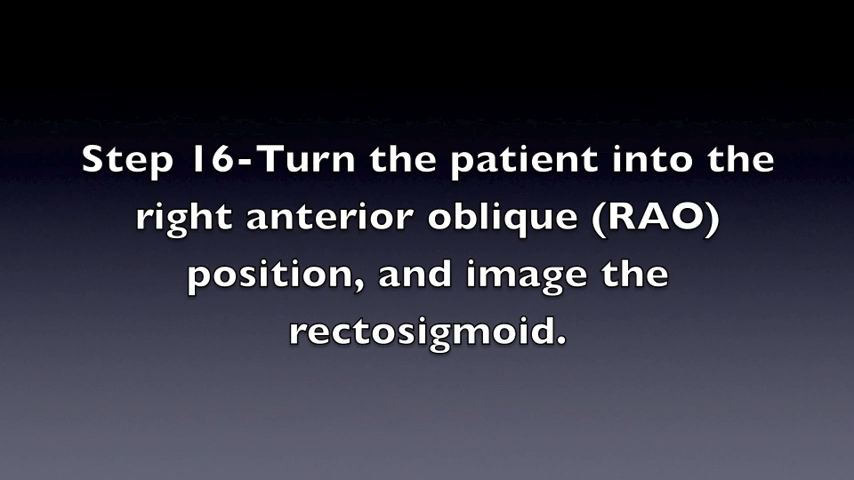 Step 16-Turn the patient into the
right anterior oblique (RAO)
position, and image the
rectosigmoid.